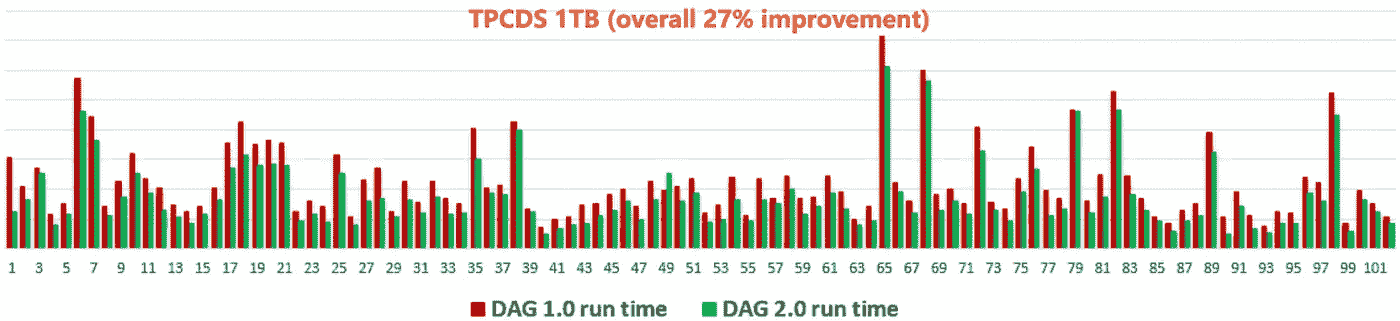 TPCDS 1TB (overall 27% improvement)
1 3 5 7 9 11 13 15 17 19 21 23 25 27 29 31 33 35 37 39 41 43 45 47 49 51 53 55 57 59 61 63 65 67 69 71 73 75 77 79 81 83 85 87 89 91 93 95 97 99 101
DAG 1.0 run time DAG 2.0 run time